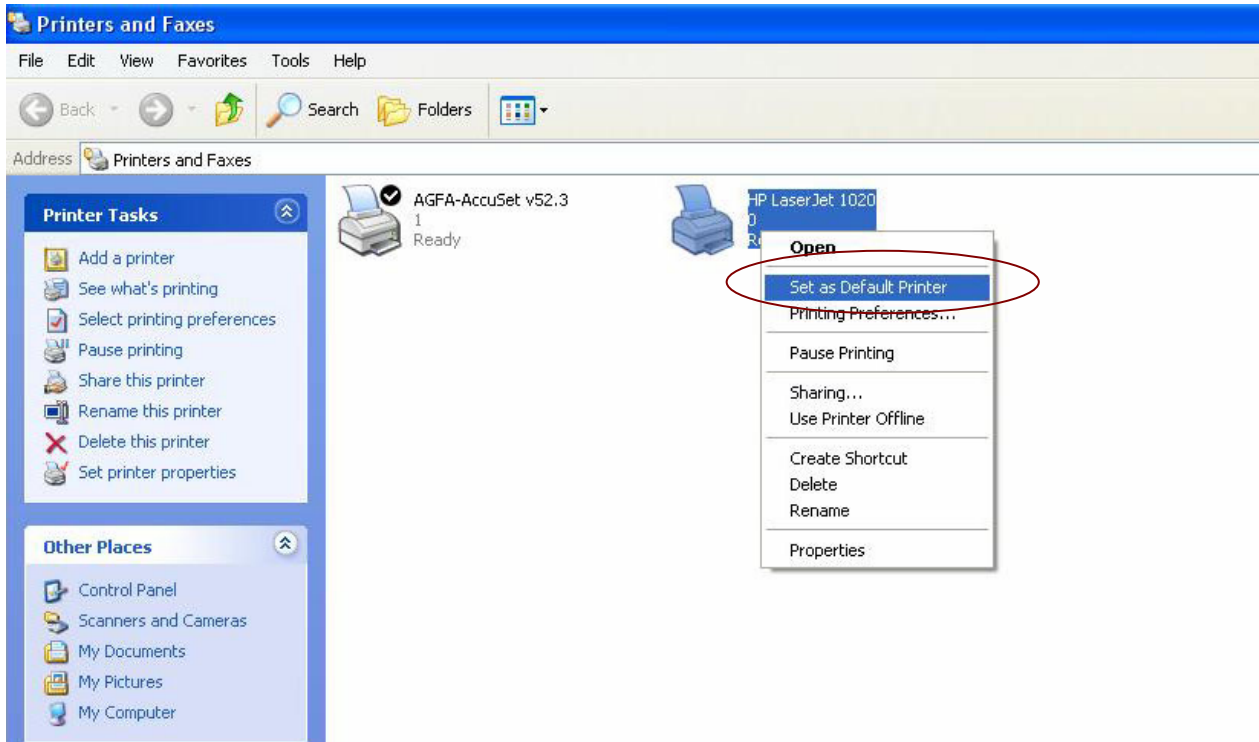 Printers and Faxes
File Edit View Favorites Tools Help
Back Search Folders
Address Printers and Faxes
Printer Tasks
Add a printer
See what's printing
Select printing preferences
Pause printing
Share this printer
Rename this printer
Delete this printer
Set printer properties
Other Places
Control Panel
Scanners and Cameras
My Documents
My Pictures
My Computer
AGFA-AccuSet v52.3
1
Ready
HP LaserJet 1020
0
Open
Set as Default Printer
Printing Preferences...
Pause Printing
Sharing...
Use Printer Offline
Create Shortcut
Delete
Rename
Properties